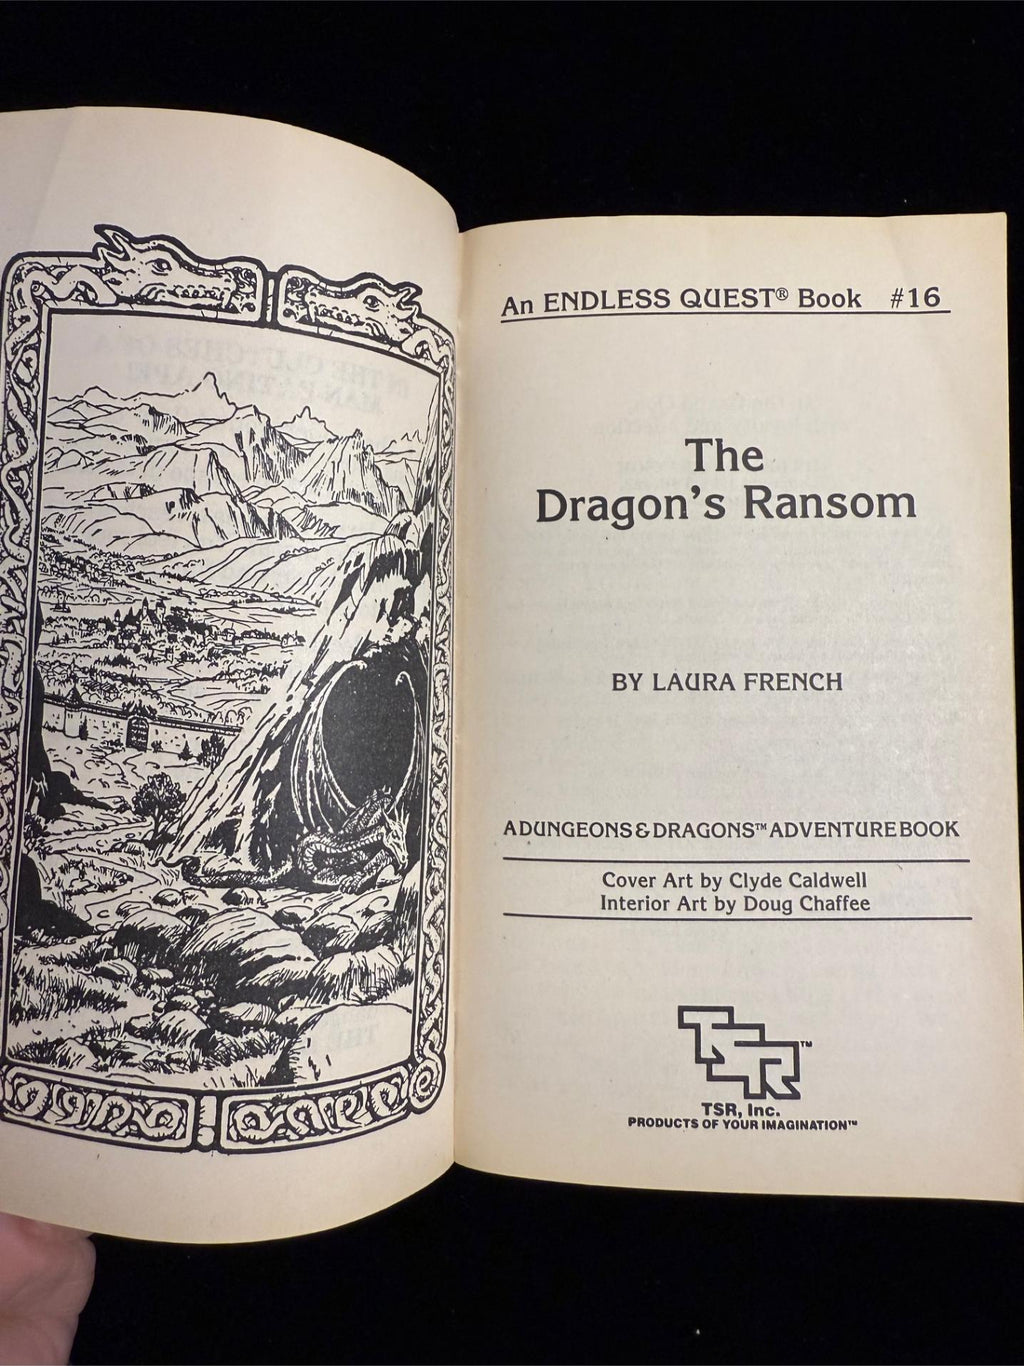 An ENDLESS QUEST® Book #16
The
Dragon's Ransom
BY LAURA FRENCH
A DUNGEONS & DRAGONS™ ADVENTURE BOOK
Cover Art by Clyde Caldwell
Interior Art by Doug Chaffee
TSR™
TSR, Inc.
PRODUCTS OF YOUR IMAGINATION™